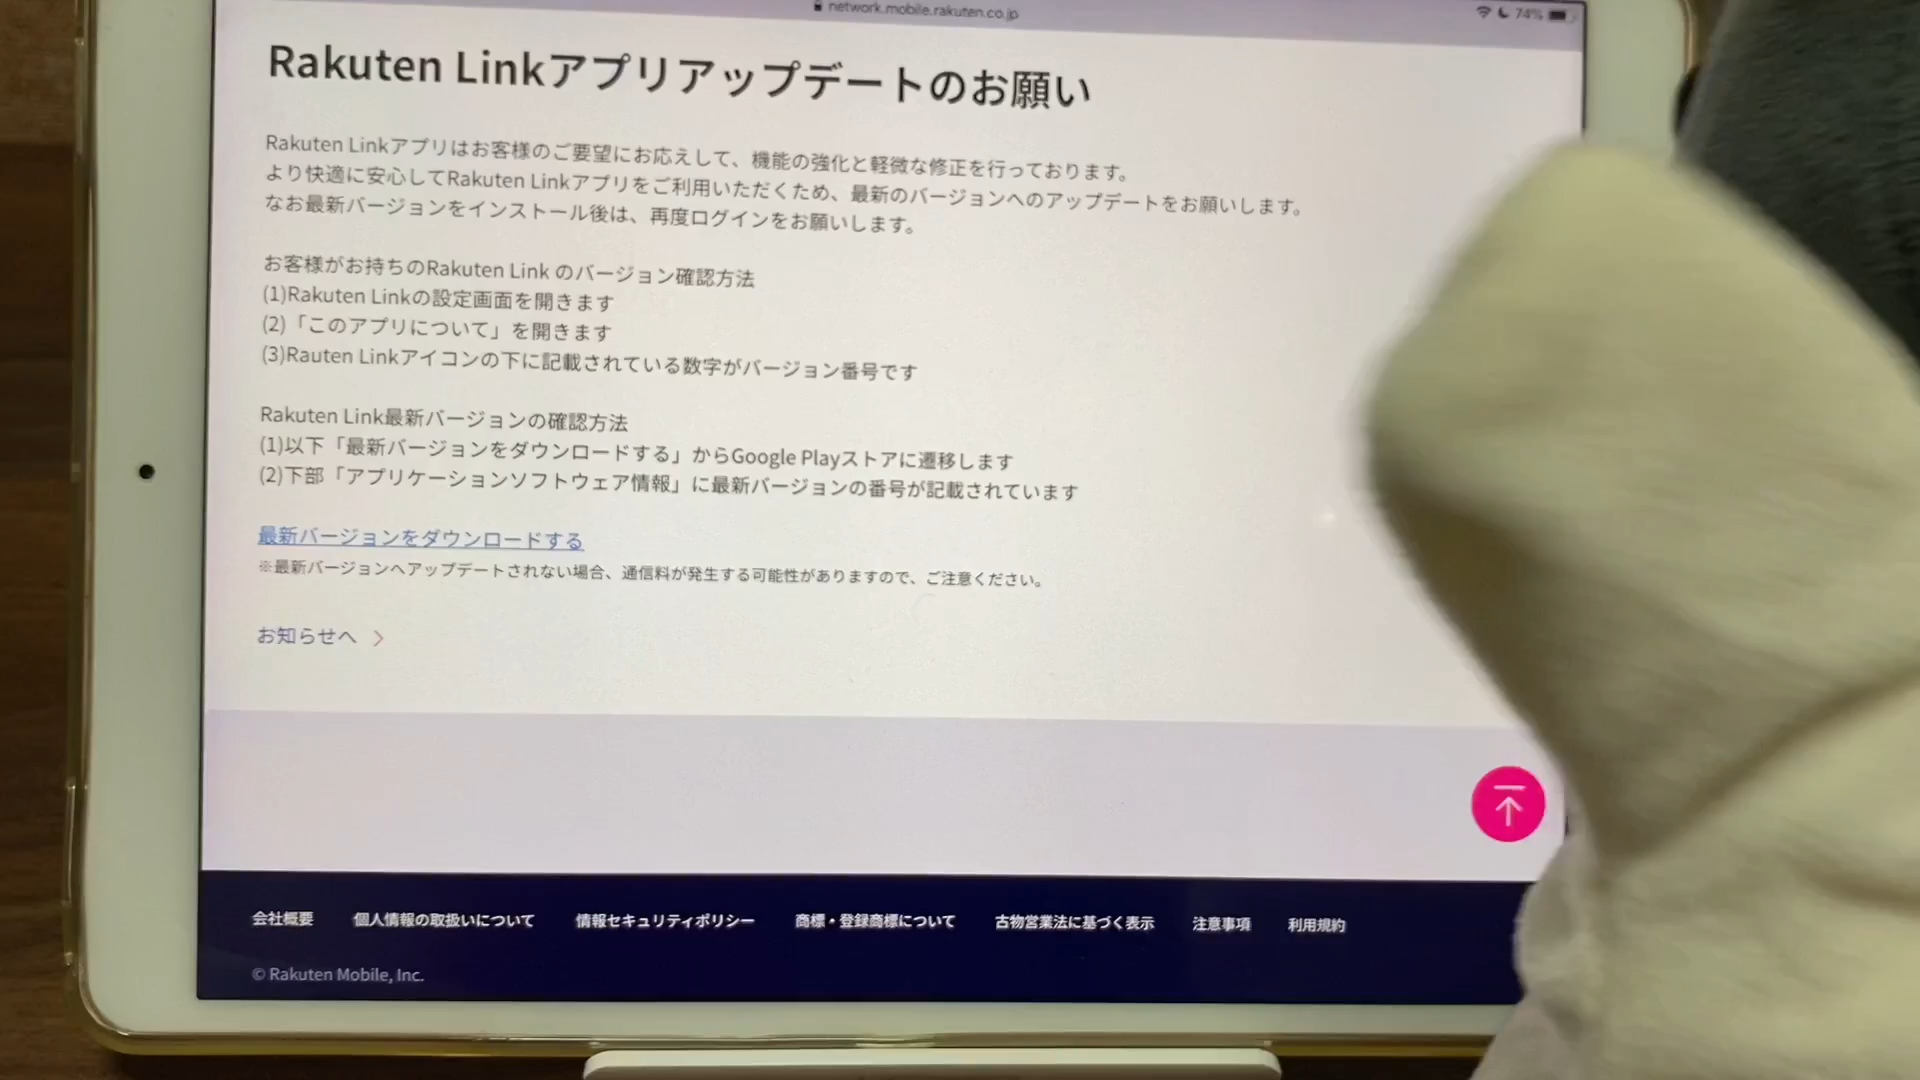 network.mobile.rakuten.co.jp
74%
Rakuten Linkアプリアップデートのお願い
Rakuten Linkアプリはお客様のご要望にお応えして、機能の強化と軽微な修正を行っております。
より快適に安心してRakuten Linkアプリをご利用いただくため、最新のバージョンへのアップデートをお願いします。
なお最新バージョンをインストール後は、再度ログインをお願いします。
お客様がお持ちのRakuten Link のバージョン確認方法
(1)Rakuten Linkの設定画面を開きます
(2)「このアプリについて」を開きます
(3)Rauten Linkアイコンの下に記載されている数字がバージョン番号です
Rakuten Link最新バージョンの確認方法
(1)以下「最新バージョンをダウンロードする」からGoogle Playストアに遷移します
(2)下部「アプリケーションソフトウェア情報」に最新バージョンの番号が記載されています
最新バージョンをダウンロードする
※最新バージョンへアップデートされない場合、通信料が発生する可能性がありますので、ご注意ください。
お知らせへ
会社概要 個人情報の取扱いについて 情報セキュリティポリシー 商標・登録商標について 古物営業法に基づく表示 注意事項 利用規約
© Rakuten Mobile, Inc.